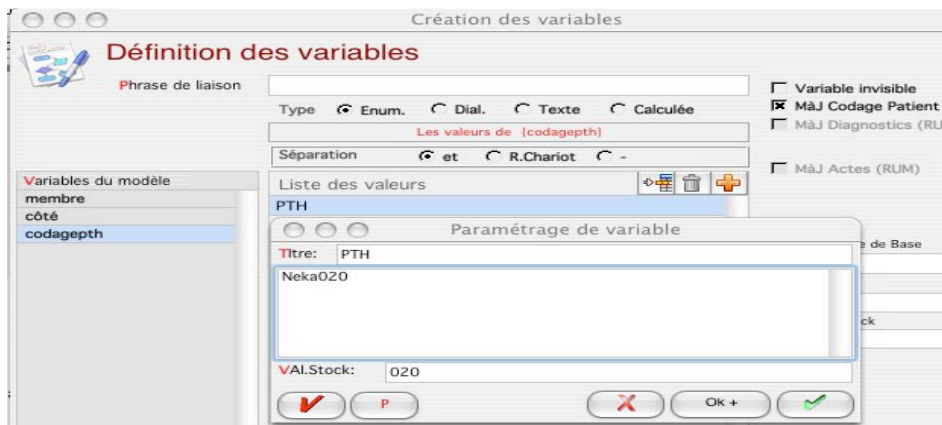 Création des variables
Définition des variables
Phrase de liaison
Variable invisible
Type Enum. Dial. Texte Calculée
MàJ Codage Patient
Les valeurs de {codagepth}
MàJ Diagnostics (RU
Séparation et R.Chariot -
MàJ Actes (RUM)
Variables du modèle
Liste des valeurs
membre
PTH
côté
codagepth
Paramétrage de variable
TItre: PTH
e de Base
Neka020
ck
VAl.Stock: 020
P
Ok +